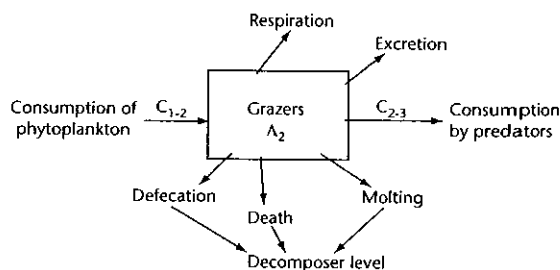 Respiration
Excretion
Consumption of
phytoplankton
C1-2
Grazers
Λ2
C2-3
Consumption
by predators
Defecation
Death
Molting
Decomposer level